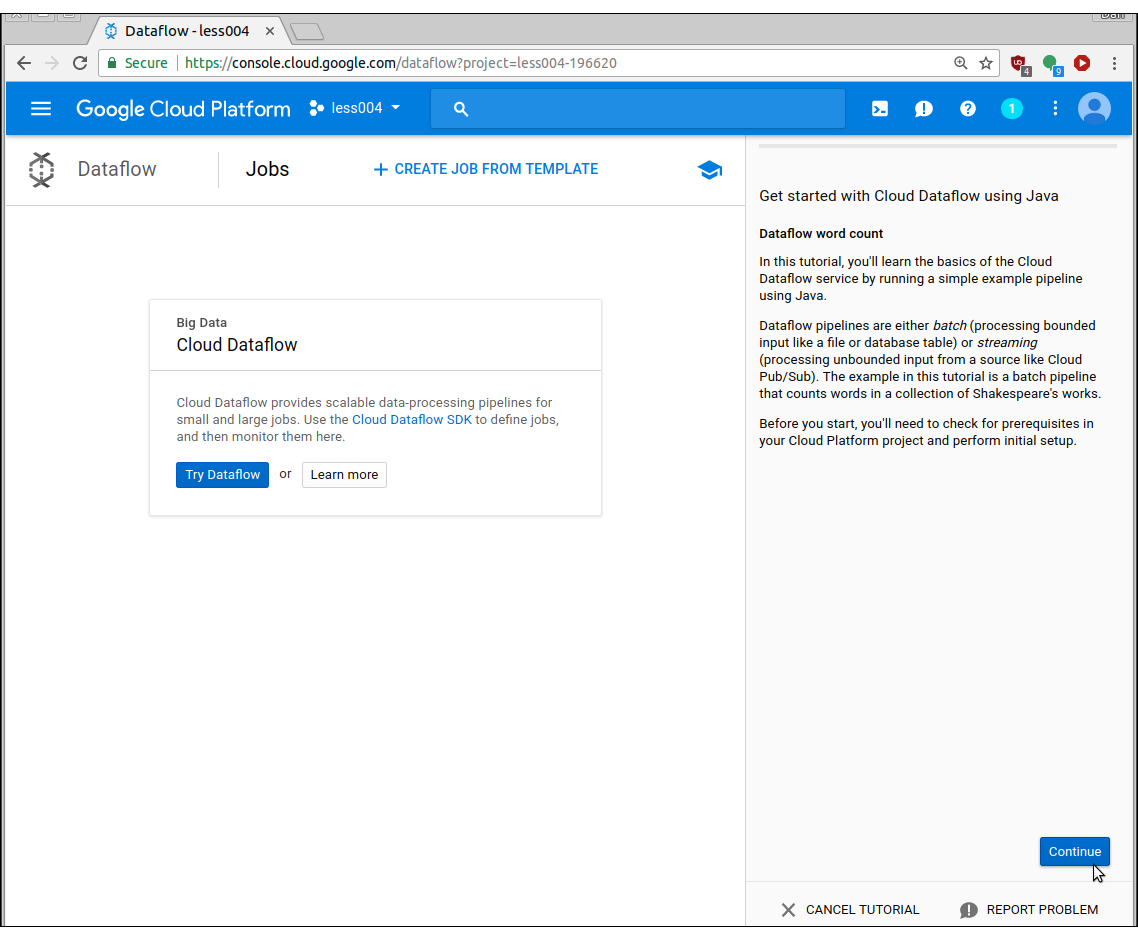 Dan
Dataflow - less004
Secure https://console.cloud.google.com/dataflow?project=less004-196620
4
9
Google Cloud Platform less004
1
Dataflow Jobs CREATE JOB FROM TEMPLATE
Big Data
Cloud Dataflow
Cloud Dataflow provides scalable data-processing pipelines for
small and large jobs. Use the Cloud Dataflow SDK to define jobs,
and then monitor them here.
Try Dataflow or Learn more
Get started with Cloud Dataflow using Java
Dataflow word count
In this tutorial, you'll learn the basics of the Cloud
Dataflow service by running a simple example pipeline
using Java.
Dataflow pipelines are either batch (processing bounded
input like a file or database table) or streaming
(processing unbounded input from a source like Cloud
Pub/Sub). The example in this tutorial is a batch pipeline
that counts words in a collection of Shakespeare's works.
Before you start, you'll need to check for prerequisites in
your Cloud Platform project and perform initial setup.
Continue
CANCEL TUTORIAL REPORT PROBLEM